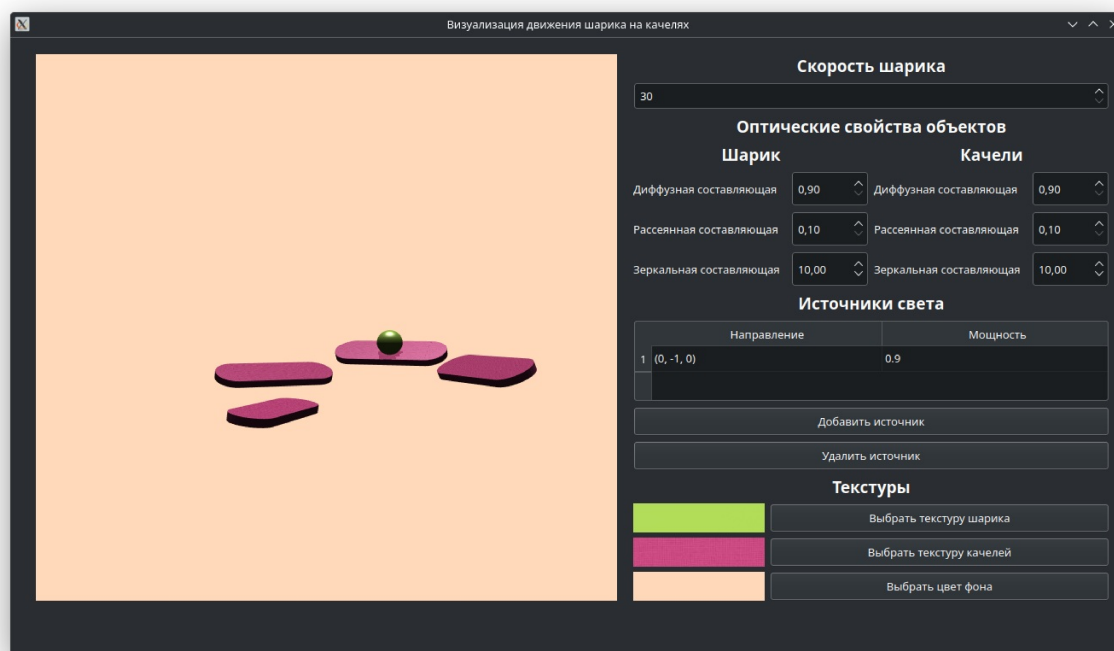 Визуализация движения шарика на качелях
Скорость шарика
30
Оптические свойства объектов
Шарик Качели
Диффузная составляющая 0,90 Диффузная составляющая 0,90
Рассеянная составляющая 0,10 Рассеянная составляющая 0,10
Зеркальная составляющая 10,00 Зеркальная составляющая 10,00
Источники света
Направление Мощность
1 (0, -1, 0) 0.9
Добавить источник
Удалить источник
Текстуры
Выбрать текстуру шарика
Выбрать текстуру качелей
Выбрать цвет фона